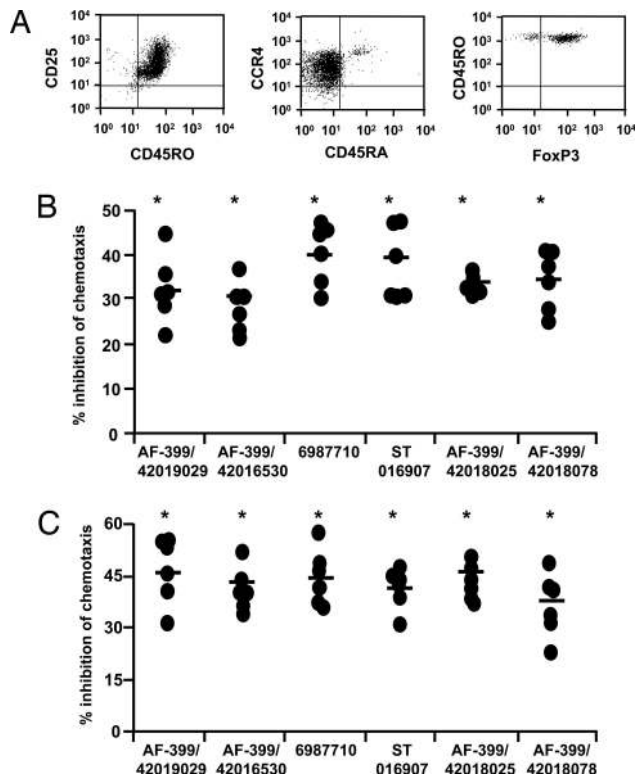 A
CD25
10⁴
10³
10²
10¹
10⁰
10⁰ 10¹ 10² 10³ 10⁴
CD45RO
CCR4
10⁴
10³
10²
10¹
10⁰
10⁰ 10¹ 10² 10³ 10⁴
CD45RA
CD45RO
10⁴
10³
10²
10¹
10⁰
10⁰ 10¹ 10² 10³ 10⁴
FoxP3
B
* * * * * *
% inhibition of chemotaxis
50
40
30
20
10
0
AF-399/ AF-399/ 6987710 ST AF-399/ AF-399/
42019029 42016530 016907 42018025 42018078
C
* * * * * *
% inhibition of chemotaxis
60
45
30
15
0
AF-399/ AF-399/ 6987710 ST AF-399/ AF-399/
42019029 42016530 016907 42018025 42018078